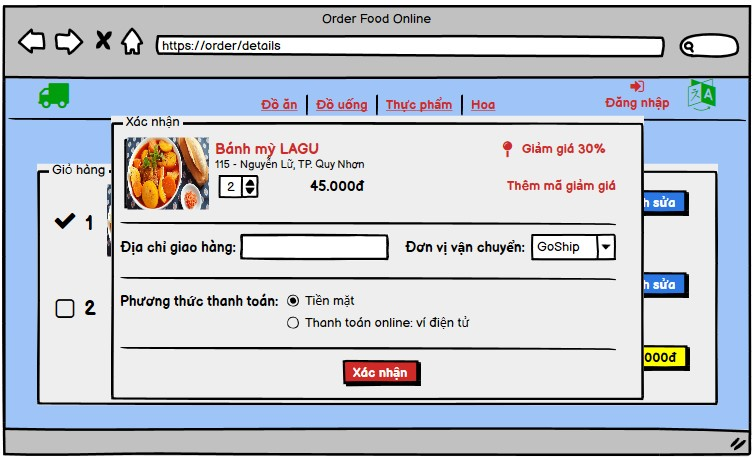 Order Food Online
https://order/details
Đồ ăn
Đồ uống
Thực phẩm
Hoa
Đăng nhập
Xác nhận
Bánh mỳ LAGU
Giảm giá 30%
115 - Nguyễn Lữ, TP. Quy Nhơn
2
45.000đ
Thêm mã giảm giá
Giỏ hàng
1
sửa
Địa chỉ giao hàng:
Đơn vị vận chuyển:
GoShip
2
sửa
Phương thức thanh toán:
Tiền mặt
Thanh toán online: ví điện tử
000đ
Xác nhận